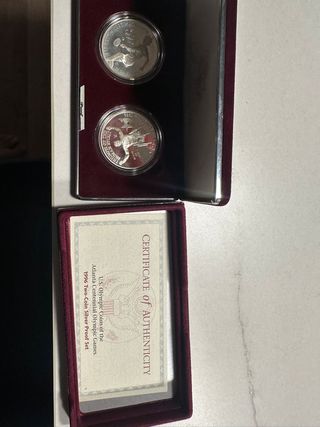 CERTIFICATE of AUTHENTICITY
U.S. Olympic Coins of the
Atlanta Centennial Olympic Games
1996 Two-Coin Silver Proof Set